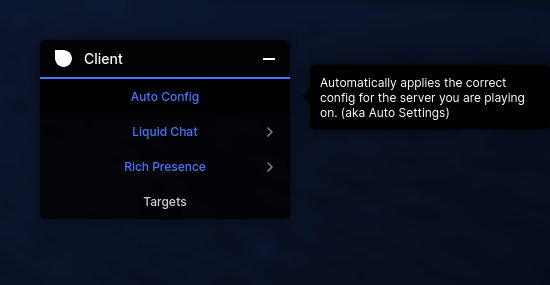 Client
Auto Config
Liquid Chat
Rich Presence
Targets
Automatically applies the correct
config for the server you are playing
on. (aka Auto Settings)